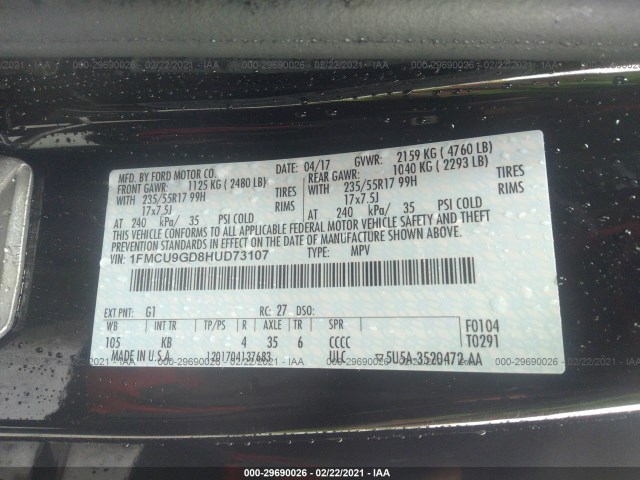 000-29690026 - 02/22/2021 - IAA
MFD. BY FORD MOTOR CO.
DATE: 04/17 GVWR: 2159 KG ( 4760 LB)
FRONT GAWR: 1125 KG ( 2480 LB) REAR GAWR: 1040 KG ( 2293 LB)
WITH 235/55R17 99H TIRES WITH 235/55R17 99H TIRES
17x7.5J RIMS 17x7.5J RIMS
AT 240 kPa/ 35 PSI COLD AT 240 kPa/ 35 PSI COLD
THIS VEHICLE CONFORMS TO ALL APPLICABLE FEDERAL MOTOR VEHICLE SAFETY AND THEFT
PREVENTION STANDARDS IN EFFECT ON THE DATE OF MANUFACTURE SHOWN ABOVE.
VIN: 1FMCU9GD8HUD73107 TYPE: MPV
EXT PNT: G1 RC: 27 DSO:
WB INT TR TP/PS R AXLE TR SPR F0104
105 KB 4 35 6 CCCC T0291
MADE IN U.S.A. 1201704137683 ULC 5U5A-3520472-AA
000-29690026 - 02/22/2021 - IAA